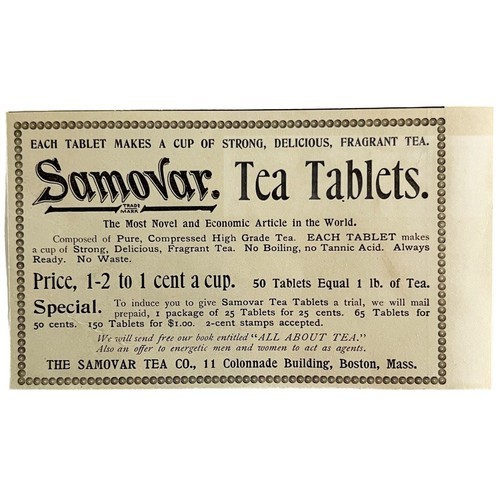 EACH TABLET MAKES A CUP OF STRONG, DELICIOUS, FRAGRANT TEA.
Samovar. Tea Tablets.
TRADE
MARK
The Most Novel and Economic Article in the World.
Composed of Pure, Compressed High Grade Tea. EACH TABLET makes
a cup of Strong, Delicious, Fragrant Tea. No Boiling, no Tannic Acid. Always
Ready. No Waste.
Price, 1-2 to 1 cent a cup. 50 Tablets Equal 1 lb. of Tea.
Special. To induce you to give Samovar Tea Tablets a trial, we will mail
prepaid, 1 package of 25 Tablets for 25 cents. 65 Tablets for
50 cents. 150 Tablets for $1.00. 2-cent stamps accepted.
We will send free our book entitled "ALL ABOUT TEA."
Also an offer to energetic men and women to act as agents.
THE SAMOVAR TEA CO., 11 Colonnade Building, Boston, Mass.